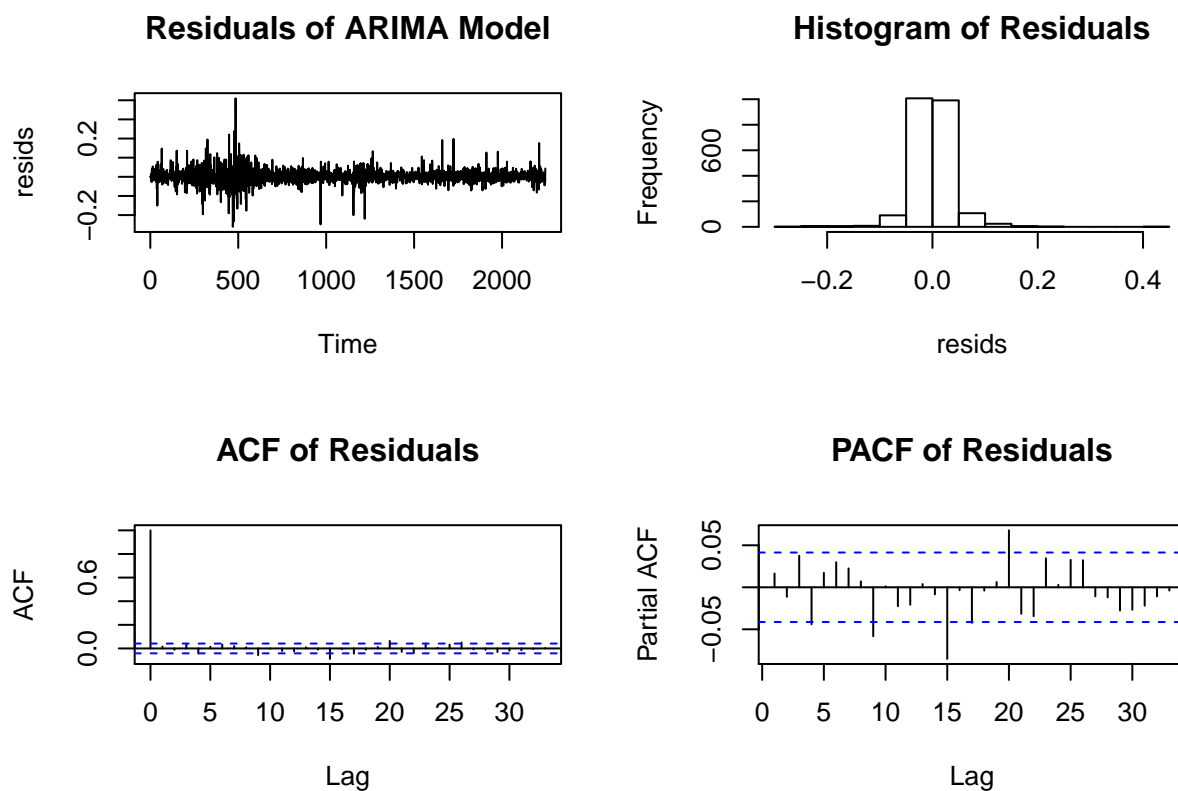 Residuals of ARIMA Model
resids
−0.2 0.2
0 500 1000 1500 2000
Time
Histogram of Residuals
Frequency
0 600
−0.2 0.0 0.2 0.4
resids
ACF of Residuals
ACF
0.0 0.6
0 5 10 15 20 25 30
Lag
PACF of Residuals
Partial ACF
−0.05 0.05
0 5 10 15 20 25 30
Lag